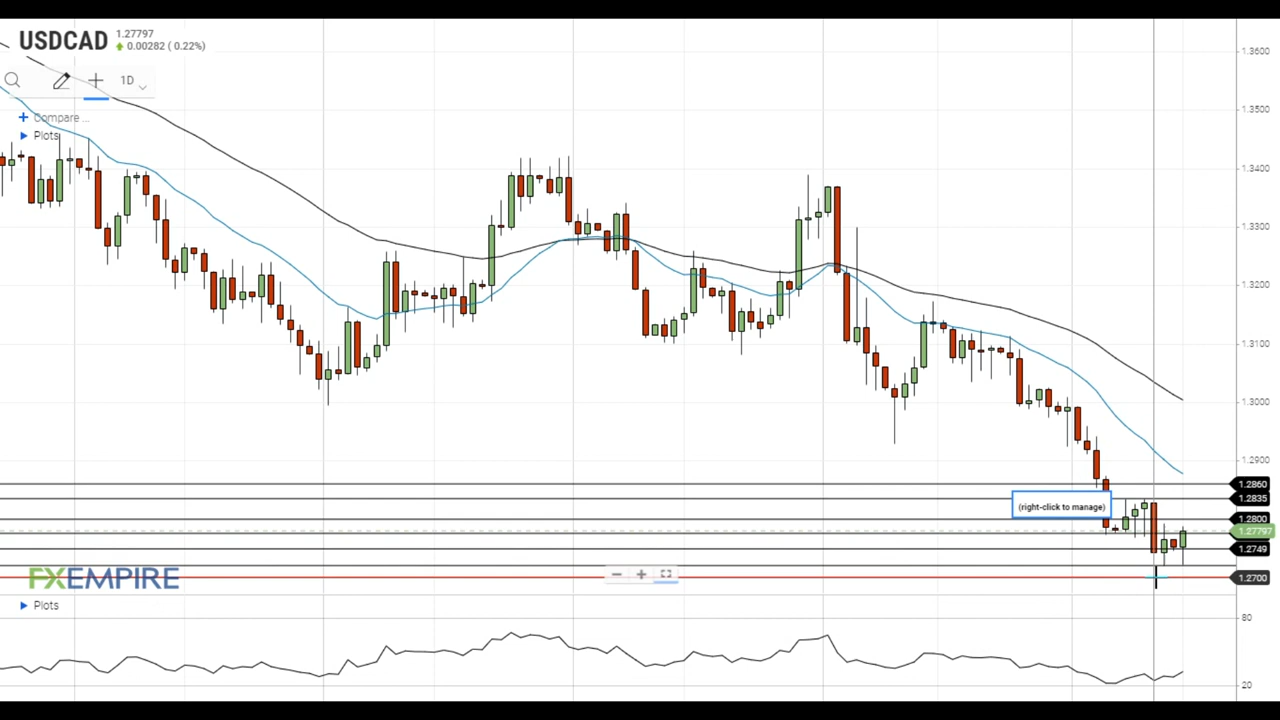 USDCAD
1.27797
0.00282 ( 0.22%)
1D
Compare ...
Plots
1.3600
1.3500
1.3400
1.3300
1.3200
1.3100
1.3000
1.2900
1.2860
1.2835
(right-click to manage)
1.2800
1.27797
1.2749
1.2700
FXEMPIRE
Plots
80
20